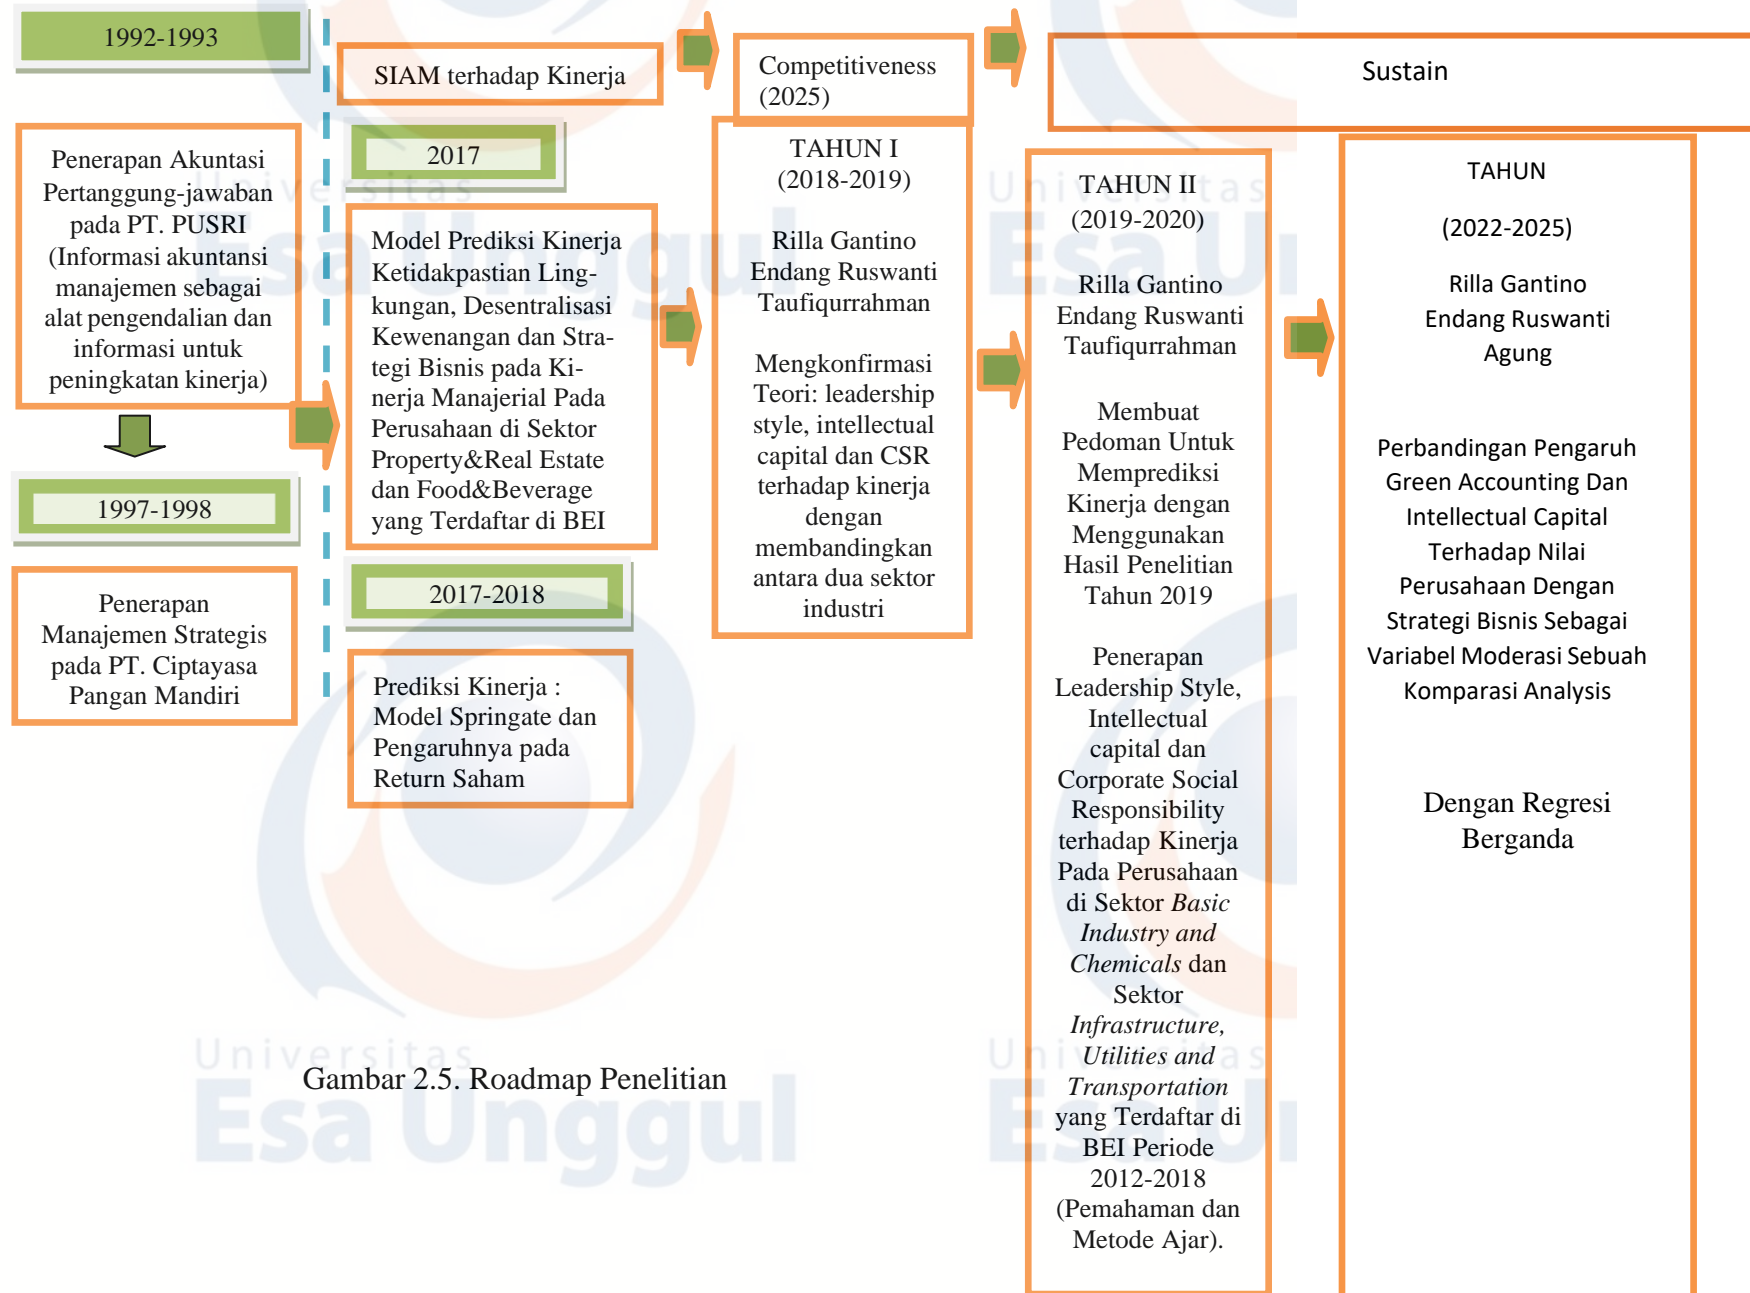 1992-1993
Penerapan Akuntasi
Pertanggung-jawaban
pada PT. PUSRI
(Informasi akuntansi
manajemen sebagai
alat pengendalian dan
informasi untuk
peningkatan kinerja)
1997-1998
Penerapan
Manajemen Strategis
pada PT. Ciptayasa
Pangan Mandiri
SIAM terhadap Kinerja
2017
Model Prediksi Kinerja
Ketidakpastian Ling-
kungan, Desentralisasi
Kewenangan dan Stra-
tegi Bisnis pada Ki-
nerja Manajerial Pada
Perusahaan di Sektor
Property&Real Estate
dan Food&Beverage
yang Terdaftar di BEI
2017-2018
Prediksi Kinerja :
Model Springate dan
Pengaruhnya pada
Return Saham
Competitiveness
(2025)
TAHUN I
(2018-2019)
Rilla Gantino
Endang Ruswanti
Taufiqurrahman
Mengkonfirmasi
Teori: leadership
style, intellectual
capital dan CSR
terhadap kinerja
dengan
membandingkan
antara dua sektor
industri
Sustain
TAHUN II
(2019-2020)
Rilla Gantino
Endang Ruswanti
Taufiqurrahman
Membuat
Pedoman Untuk
Memprediksi
Kinerja dengan
Menggunakan
Hasil Penelitian
Tahun 2019
Penerapan
Leadership Style,
Intellectual
capital dan
Corporate Social
Responsibility
terhadap Kinerja
Pada Perusahaan
di Sektor Basic
Industry and
Chemicals dan
Sektor
Infrastructure,
Utilities and
Transportation
yang Terdaftar di
BEI Periode
2012-2018
(Pemahaman dan
Metode Ajar).
TAHUN
(2022-2025)
Rilla Gantino
Endang Ruswanti
Agung
Perbandingan Pengaruh
Green Accounting Dan
Intellectual Capital
Terhadap Nilai
Perusahaan Dengan
Strategi Bisnis Sebagai
Variabel Moderasi Sebuah
Komparasi Analysis
Dengan Regresi
Berganda
Gambar 2.5. Roadmap Penelitian
Universitas
Esa Unggul
Universitas
Esa U
Universitas
Esa Unggul
Universitas
Esa U